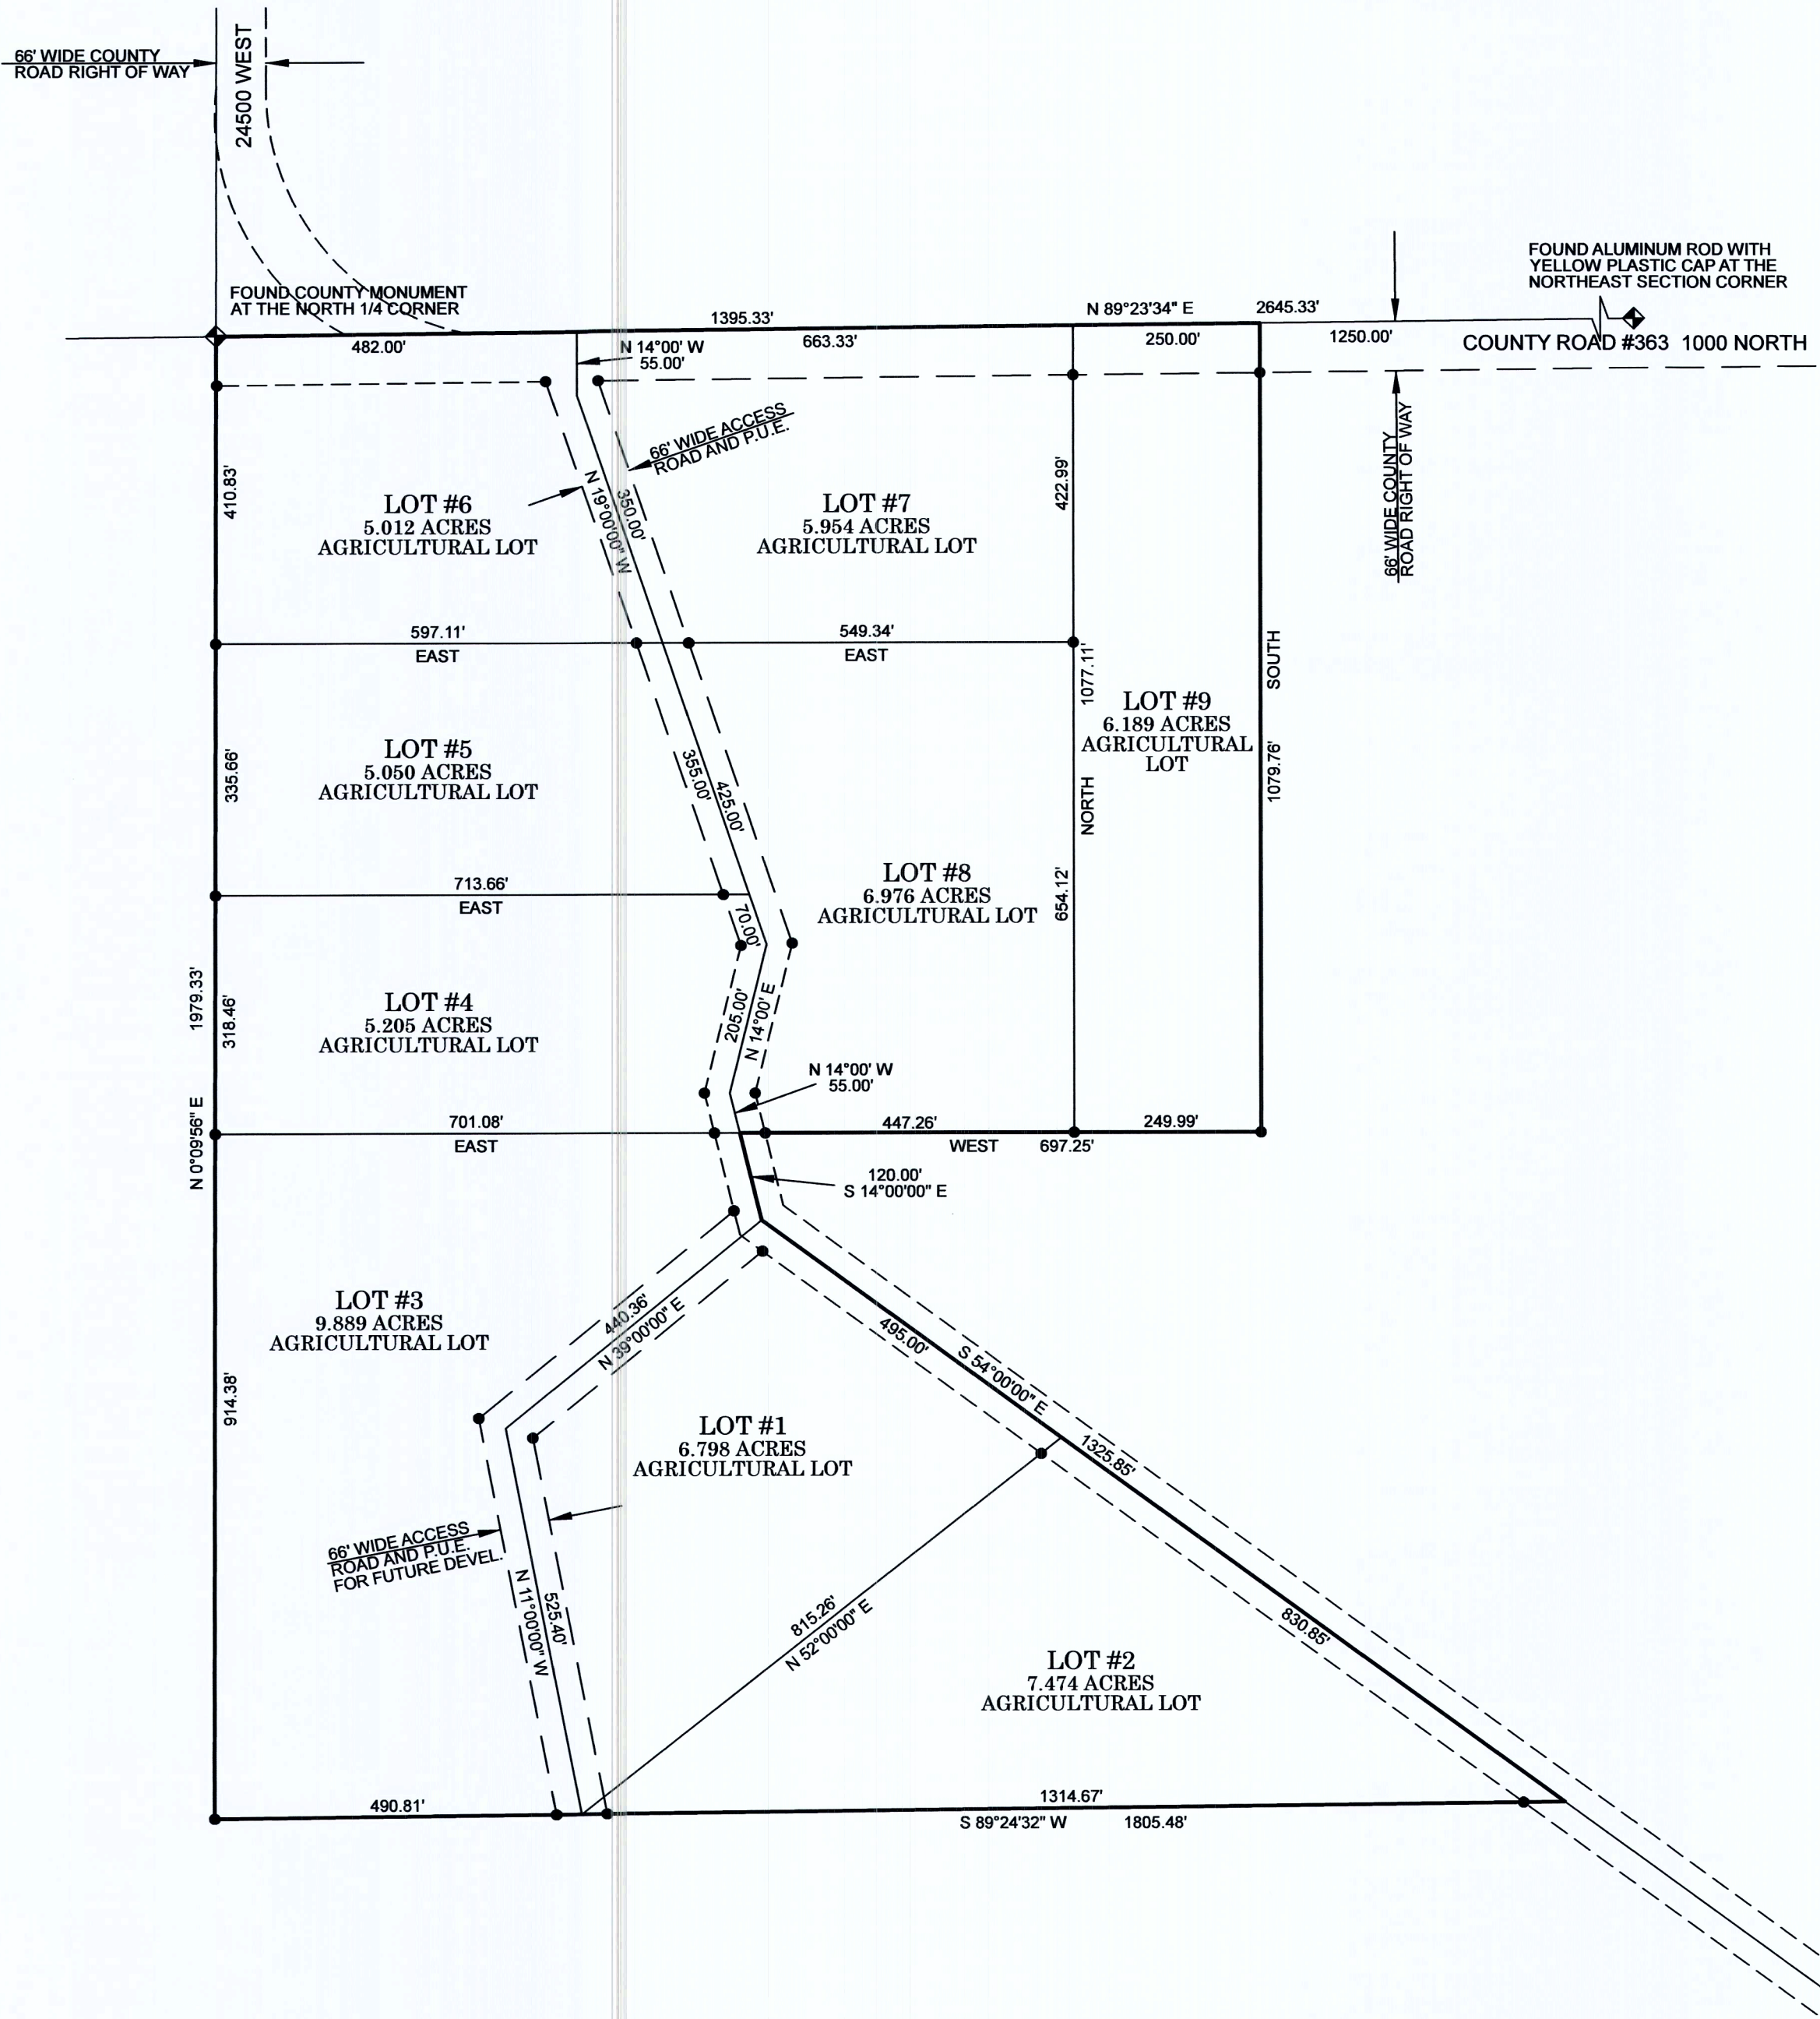 66' WIDE COUNTY
ROAD RIGHT OF WAY
24500 WEST
FOUND COUNTY MONUMENT
AT THE NORTH 1/4 CORNER
FOUND ALUMINUM ROD WITH
YELLOW PLASTIC CAP AT THE
NORTHEAST SECTION CORNER
1395.33'
N 89°23'34" E
2645.33'
482.00'
N 14°00' W
55.00'
663.33'
250.00'
1250.00'
COUNTY ROAD #363 1000 NORTH
66' WIDE COUNTY
ROAD RIGHT OF WAY
66' WIDE ACCESS
ROAD AND P.U.E.
410.83'
LOT #6
5.012 ACRES
AGRICULTURAL LOT
N 19°00'00" W
350.00'
LOT #7
5.954 ACRES
AGRICULTURAL LOT
422.99'
597.11'
EAST
549.34'
EAST
1077.11'
NORTH
SOUTH
1079.76'
LOT #9
6.189 ACRES
AGRICULTURAL
LOT
335.66'
LOT #5
5.050 ACRES
AGRICULTURAL LOT
355.00'
425.00'
LOT #8
6.976 ACRES
AGRICULTURAL LOT
654.12'
713.66'
EAST
70.00'
1979.33'
N 0°09'56" E
318.46'
LOT #4
5.205 ACRES
AGRICULTURAL LOT
205.00'
N 14°00' E
N 14°00' W
55.00'
701.08'
EAST
447.26'
249.99'
WEST
697.25'
120.00'
S 14°00'00" E
LOT #3
9.889 ACRES
AGRICULTURAL LOT
914.38'
440.36'
N 39°00'00" E
495.00'
S 54°00'00" E
1325.85'
LOT #1
6.798 ACRES
AGRICULTURAL LOT
66' WIDE ACCESS
ROAD AND P.U.E.
FOR FUTURE DEVEL.
N 11°00'00" W
525.40'
815.26'
N 52°00'00" E
830.85'
LOT #2
7.474 ACRES
AGRICULTURAL LOT
490.81'
1314.67'
S 89°24'32" W
1805.48'